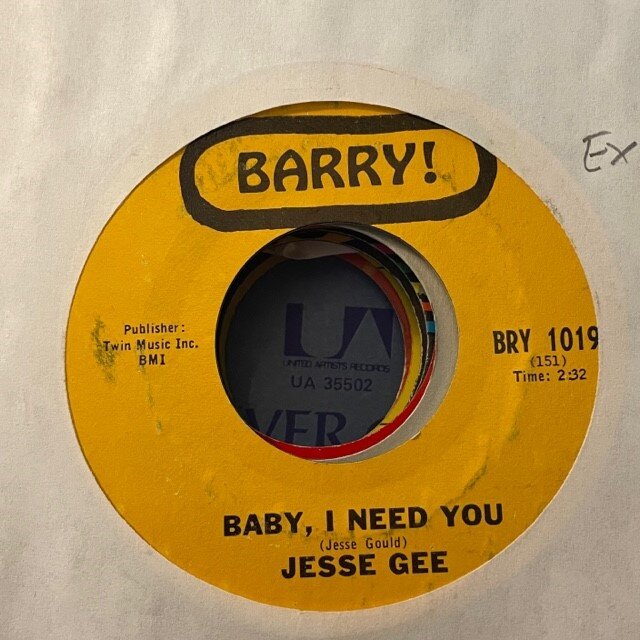 BARRY!
Ex
Publisher:
Twin Music Inc.
BMI
BRY 1019
(151)
Time: 2:32
UNITED ARTISTS RECORDS
UA 35502
VER
BABY, I NEED YOU
(Jesse Gould)
JESSE GEE